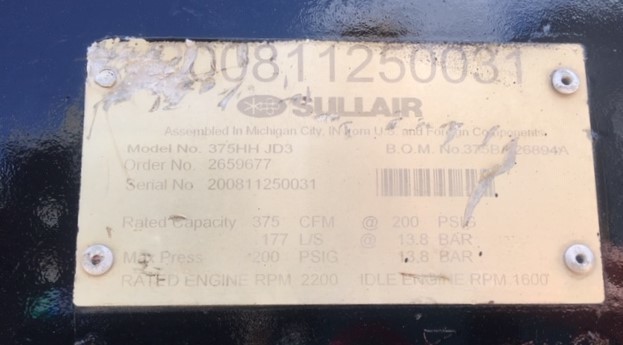 200811250031
SULLAIR
Assembled In Michigan City, IN from U.S. and Foreign Components
Model No. 375HH JD3 B.O.M. No.
Order No. 2659677
Serial No. 200811250031
Rated Capacity 375 CFM @ 200 PSIG
177 L/S @ 13.8 BAR
Max Press 200 PSIG 13.8 BAR
RATED ENGINE RPM 2200 IDLE ENGINE RPM 1600